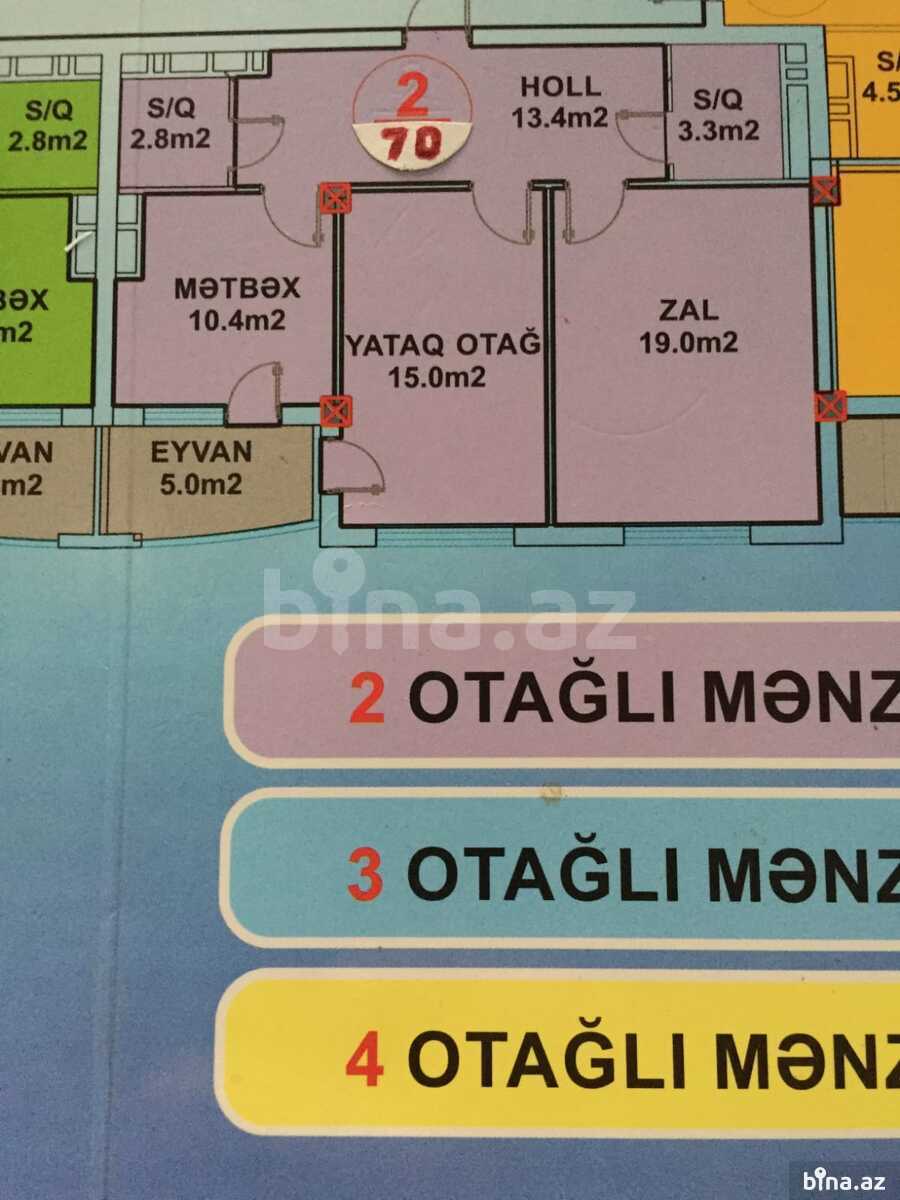 S/Q
2.8m2
S/Q
2.8m2
2
70
HOLL
13.4m2
S/Q
3.3m2
4.5
MƏTBƏX
10.4m2
YATAQ OTAĞ
15.0m2
ZAL
19.0m2
BƏX
m2
VAN
m2
EYVAN
5.0m2
bina.az
2 OTAĞLI MƏNZ
3 OTAĞLI MƏNZ
4 OTAĞLI MƏNZ
bina.az